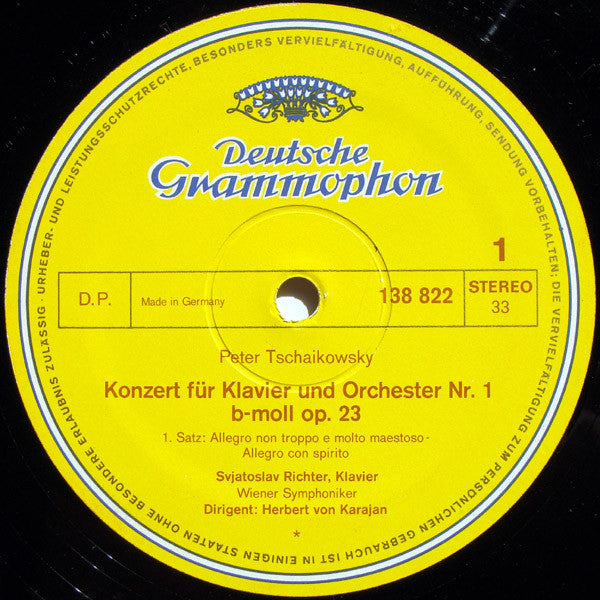 Deutsche
Grammophon
1
D.P.
Made in Germany
138 822
STEREO
33
Peter Tschaikowsky
Konzert für Klavier und Orchester Nr. 1
b-moll op. 23
1. Satz: Allegro non troppo e molto maestoso -
Allegro con spirito
Svjatoslav Richter, Klavier
Wiener Symphoniker
Dirigent: Herbert von Karajan
*
URHEBER- UND LEISTUNGSSCHUTZRECHTE, BESONDERS VERVIELFÄLTIGUNG, AUFFÜHRUNG, SENDUNG VORBEHALTEN; DIE VERVIELFÄLTIGUNG ZUM PERSÖNLICHEN GEBRAUCH IST IN EINIGEN STAATEN OHNE BESONDERE ERLAUBNIS ZULÄSSIG ·